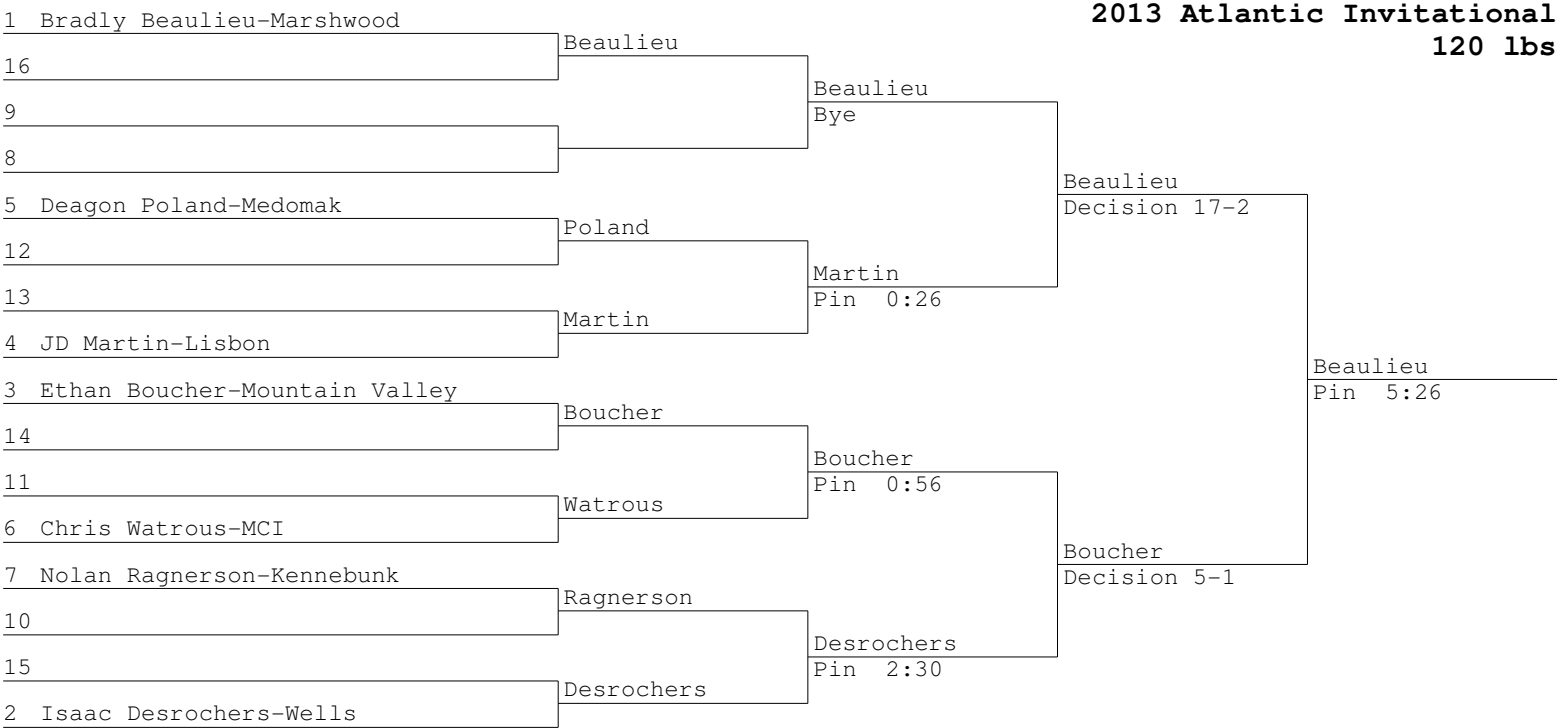 2013 Atlantic Invitational
120 lbs
1 Bradly Beaulieu-Marshwood
16
9
8
5 Deagon Poland-Medomak
12
13
4 JD Martin-Lisbon
3 Ethan Boucher-Mountain Valley
14
11
6 Chris Watrous-MCI
7 Nolan Ragnerson-Kennebunk
10
15
2 Isaac Desrochers-Wells
Beaulieu
Poland
Martin
Boucher
Watrous
Ragnerson
Desrochers
Beaulieu
Bye
Martin
Pin 0:26
Boucher
Pin 0:56
Desrochers
Pin 2:30
Beaulieu
Decision 17-2
Boucher
Decision 5-1
Beaulieu
Pin 5:26